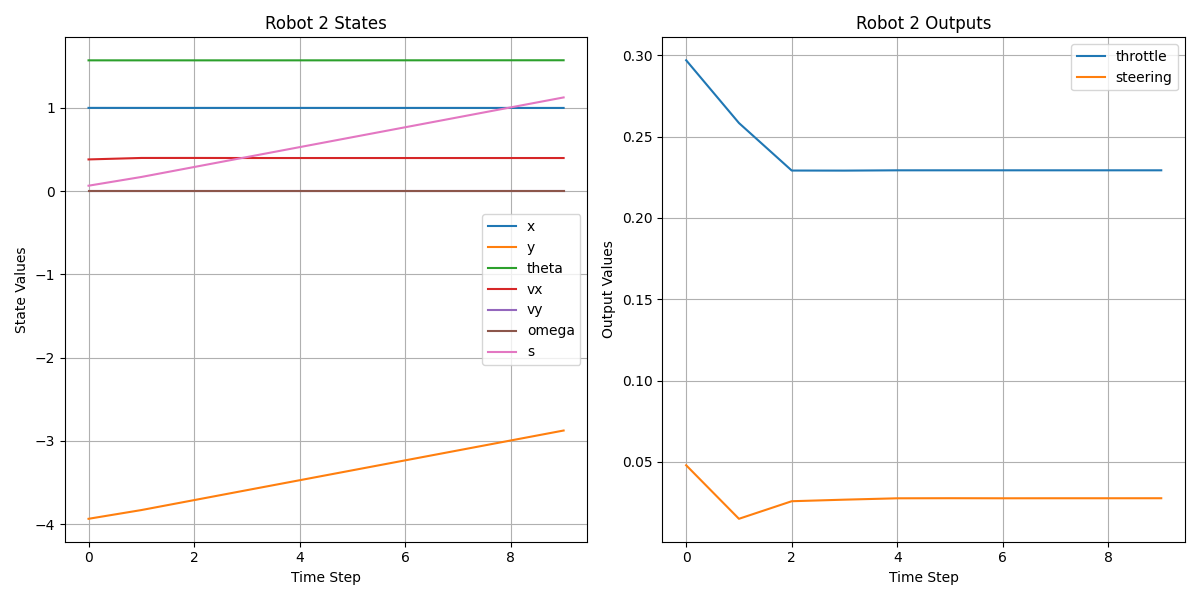 Robot 2 States
State Values
1
0
−1
−2
−3
−4
x
y
theta
vx
vy
omega
s
0
2
4
6
8
Time Step
Robot 2 Outputs
Output Values
0.30
0.25
0.20
0.15
0.10
0.05
throttle
steering
0
2
4
6
8
Time Step